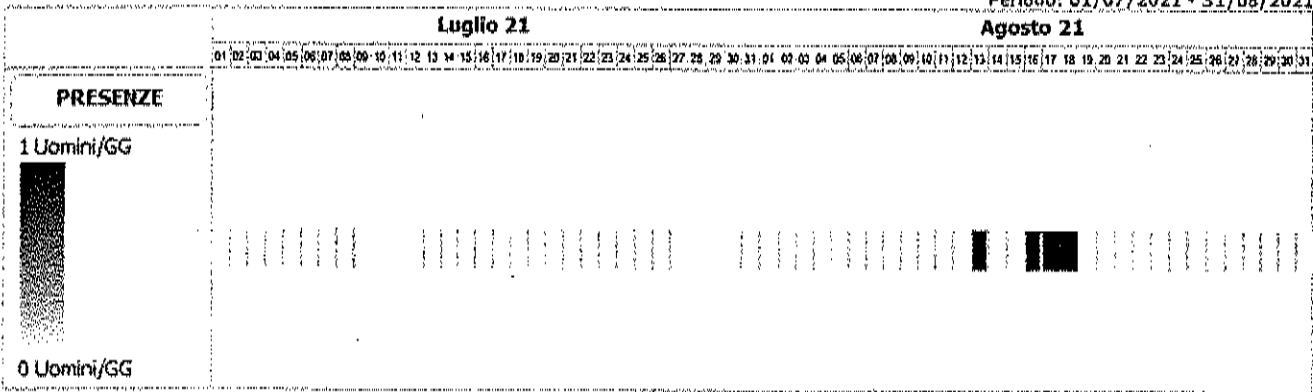 Periodo: 01/07/2021 - 31/08/2021
Luglio 21
Agosto 21
01 02 03 04 05 06 07 08 09 10 11 12 13 14 15 16 17 18 19 20 21 22 23 24 25 26 27 28 29 30 31 01 02 03 04 05 06 07 08 09 10 11 12 13 14 15 16 17 18 19 20 21 22 23 24 25 26 27 28 29 30 31
PRESENZE
1 Uomini/GG
0 Uomini/GG